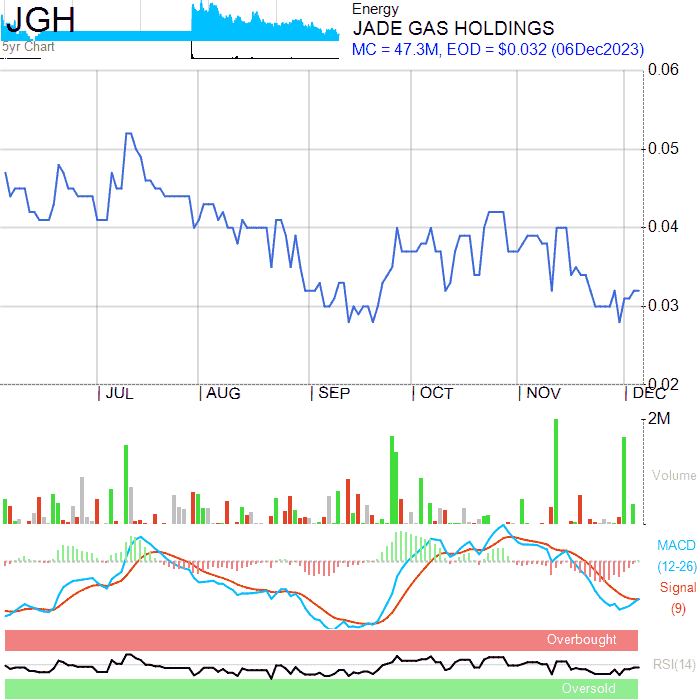 JGH
5yr Chart
Energy
JADE GAS HOLDINGS
MC = 47.3M, EOD = $0.032 (06Dec2023)
0.06
0.05
0.04
0.03
0.02
JUL AUG SEP OCT NOV DEC
2M
Volume
MACD
(12-26)
Signal
(9)
Overbought
RSI(14)
Oversold